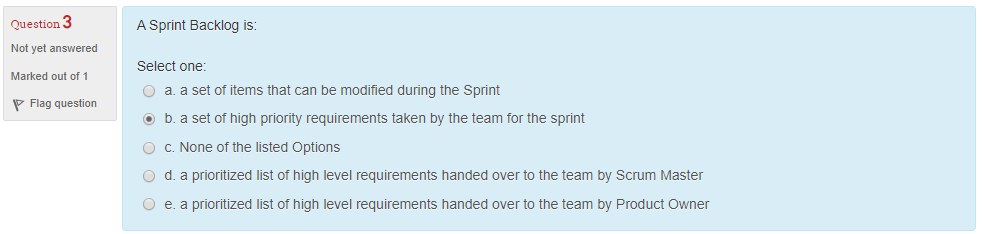 Question 3
Not yet answered
Marked out of 1
Flag question
A Sprint Backlog is:
Select one:
a. a set of items that can be modified during the Sprint
b. a set of high priority requirements taken by the team for the sprint
c. None of the listed Options
d. a prioritized list of high level requirements handed over to the team by Scrum Master
e. a prioritized list of high level requirements handed over to the team by Product Owner